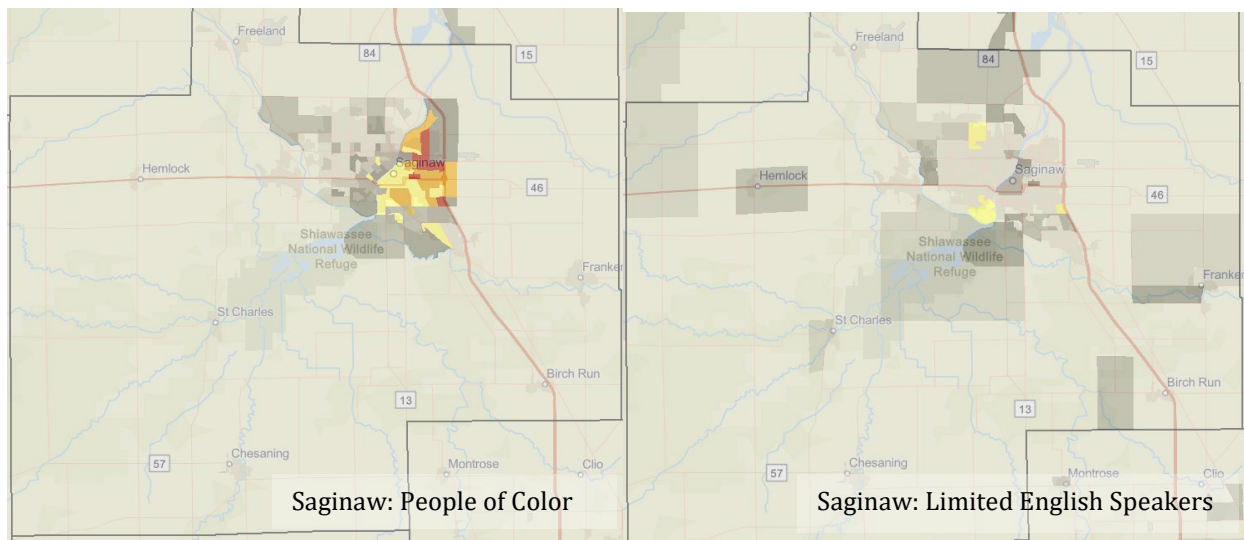 Freeland
84
15
Hemlock
Saginaw
46
Shiawassee
National Wildlife
Refuge
Franken
St Charles
Birch Run
13
57
Chesaning
Montrose
Clio
Saginaw: People of Color
Freeland
84
15
Hemlock
Saginaw
46
Shiawassee
National Wildlife
Refuge
Franken
St Charles
Birch Run
13
57
Chesaning
Montrose
Clio
Saginaw: Limited English Speakers